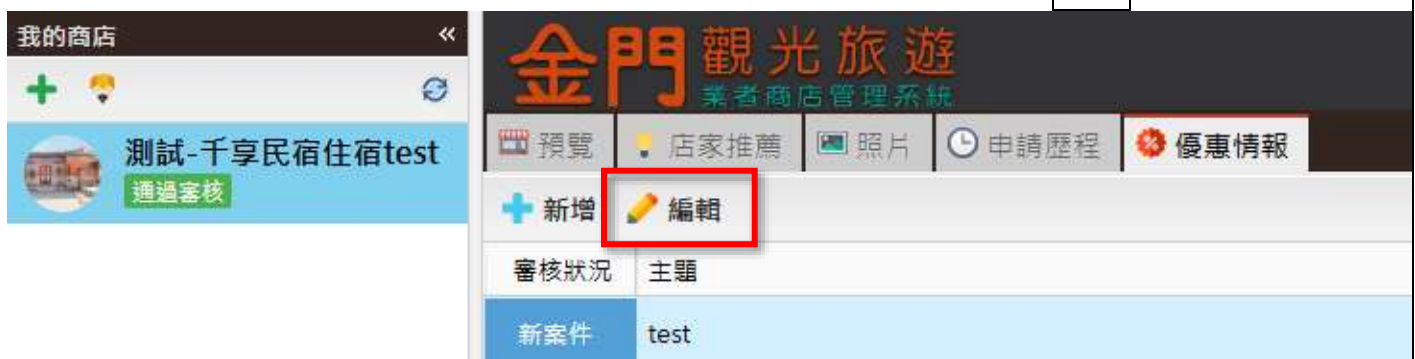 我的商店 «
測試-千享民宿住宿test
通過審核
金門觀光旅遊
業者商店管理系統
預覽 店家推薦 照片 申請歷程 優惠情報
新增 編輯
審核狀況 主題
新案件 test